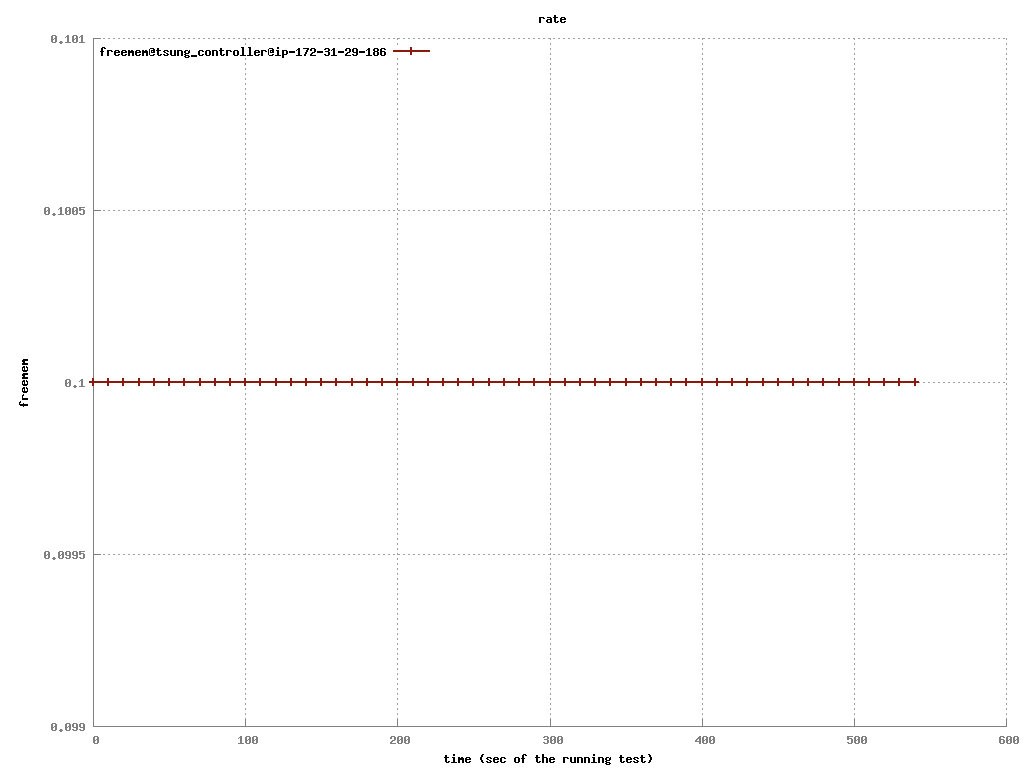 rate
freemem@tsung_controller@ip-172-31-29-186
0.101
0.1005
0.1
0.0995
0.099
freemem
0 100 200 300 400 500 600
time (sec of the running test)